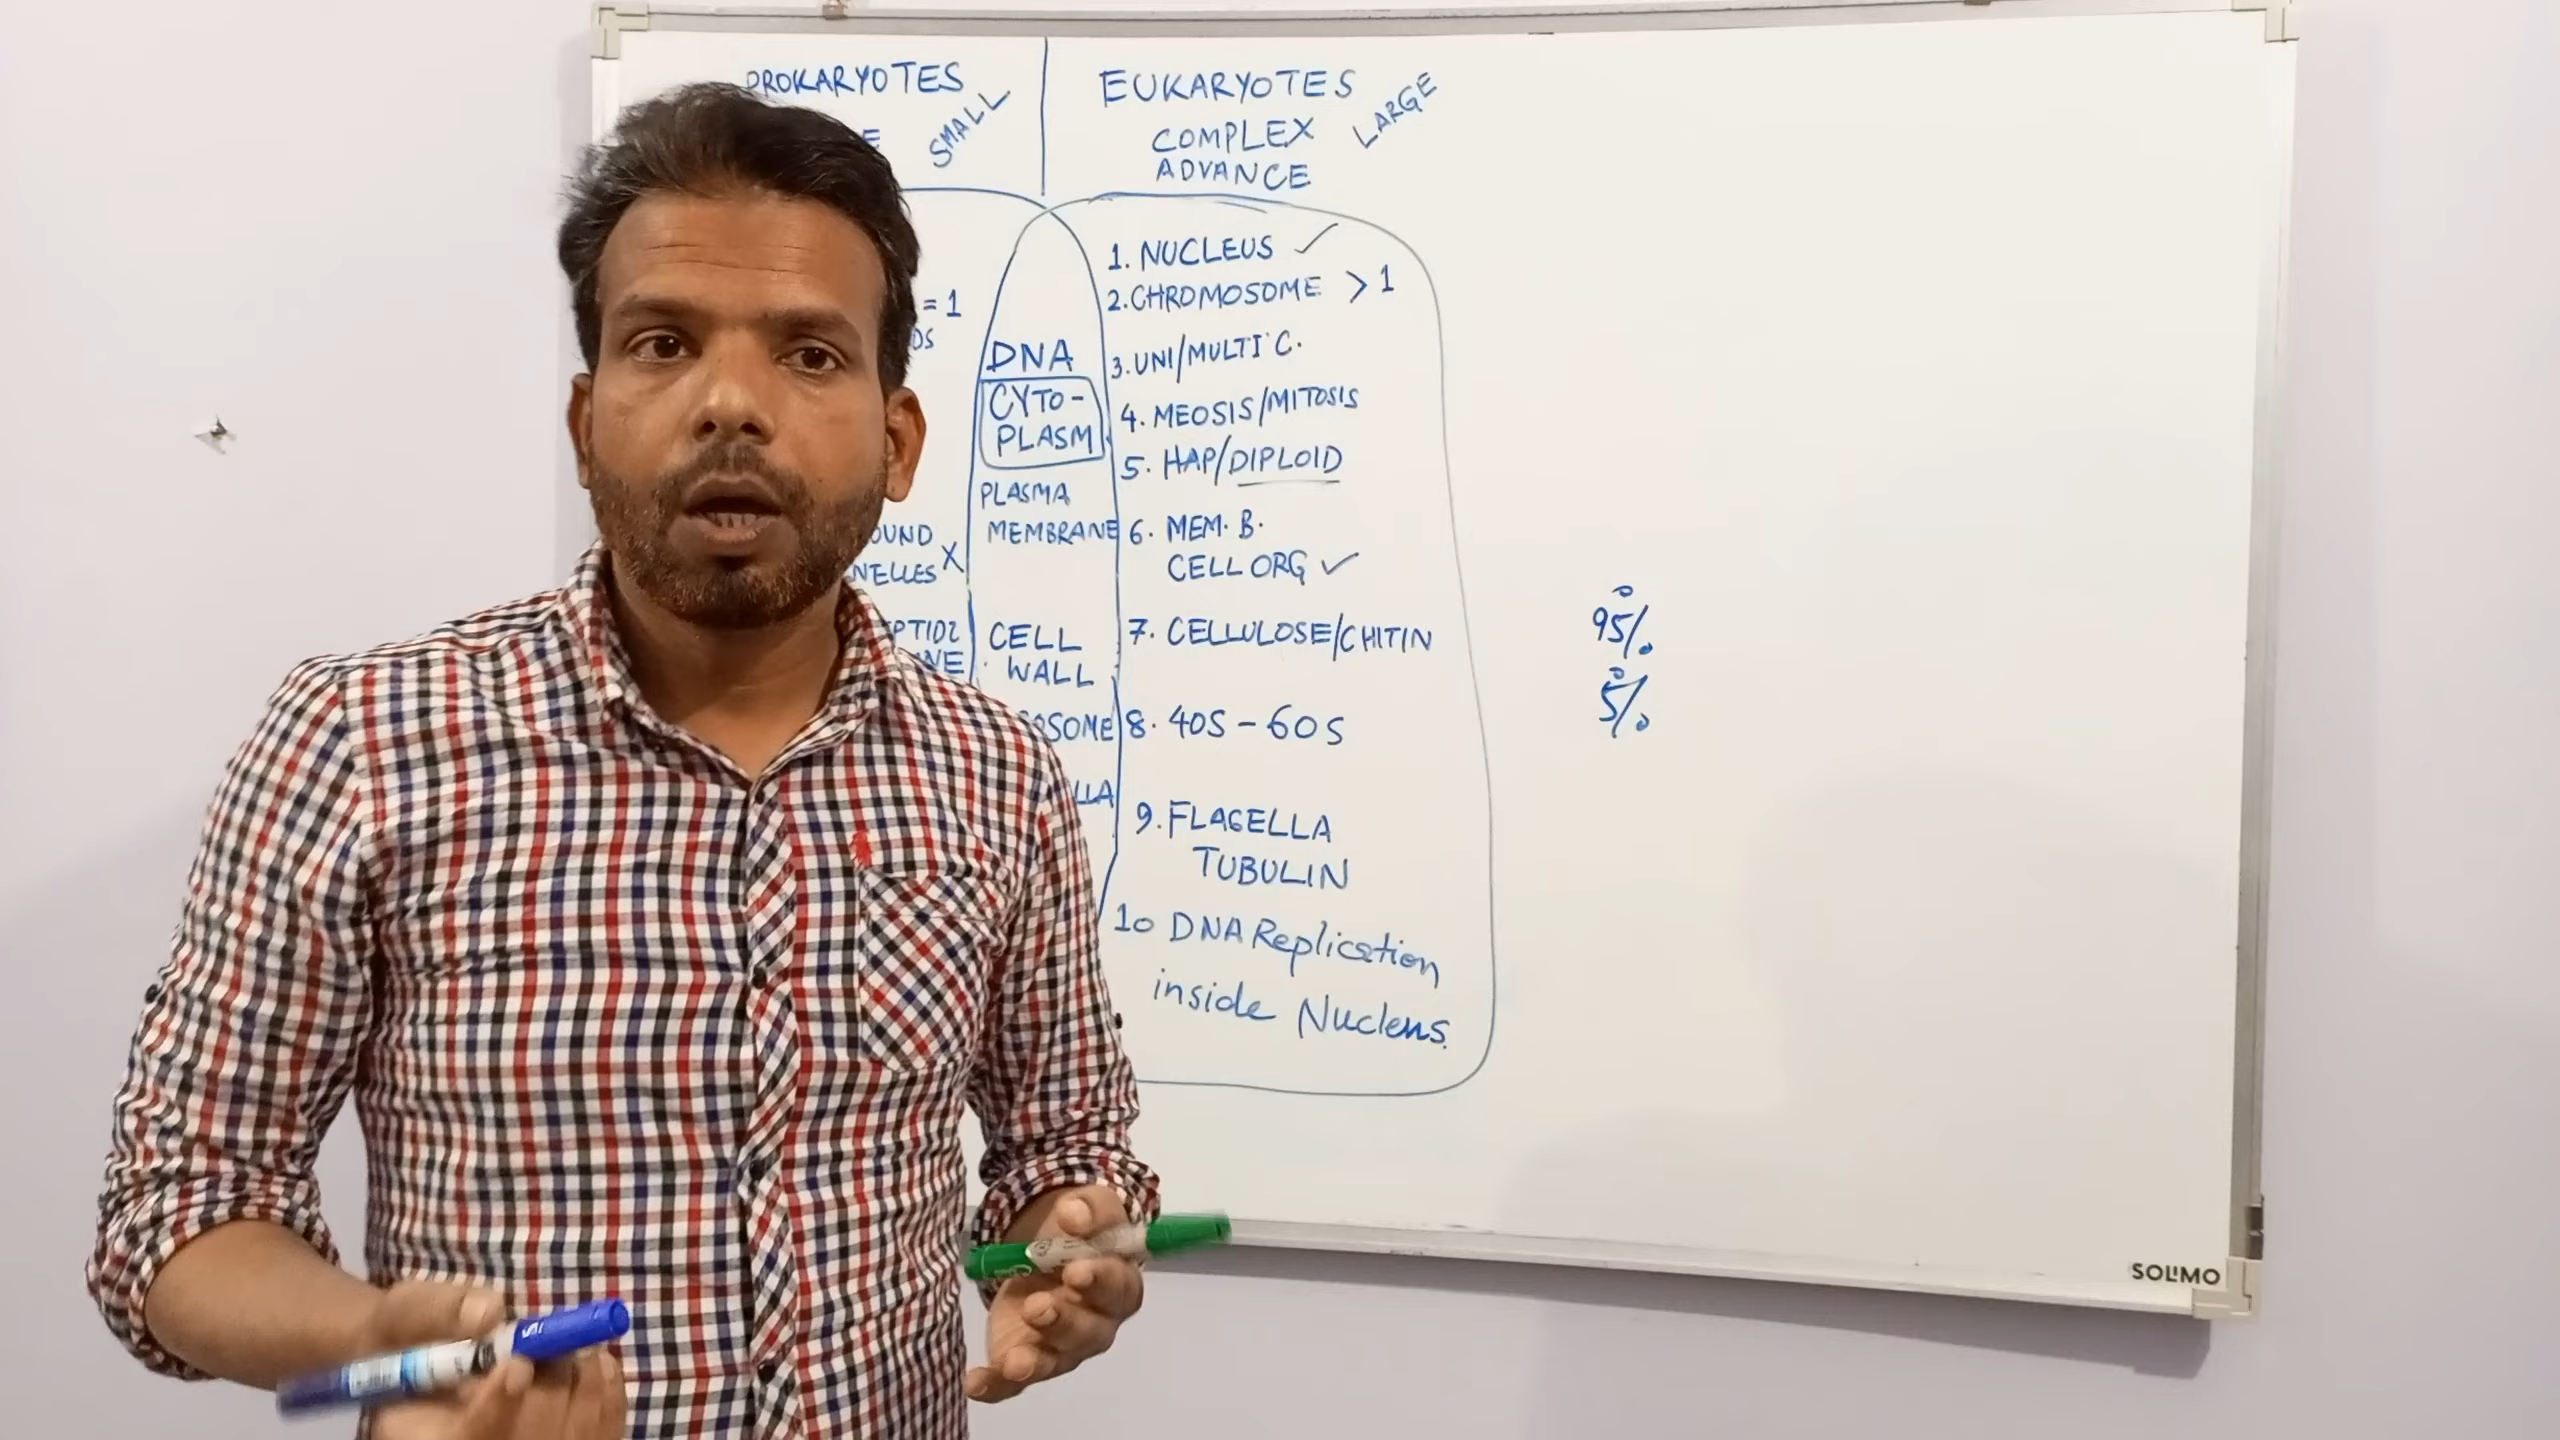 PROKARYOTES
SMALL
= 1
X
DNA
CYTO-
PLASM
PLASMA
MEMBRANE
CELL
WALL
EUKARYOTES
COMPLEX
ADVANCE
LARGE
1. NUCLEUS ✓
2. CHROMOSOME > 1
3. UNI/MULTI C.
4. MEOSIS/MITOSIS
5. HAP/DIPLOID
6. MEM. B.
CELL ORG ✓
7. CELLULOSE/CHITIN
8. 40S - 60S
9. FLAGELLA
TUBULIN
10 DNA Replication
inside Nucleus.
95%
5%
SOLIMO